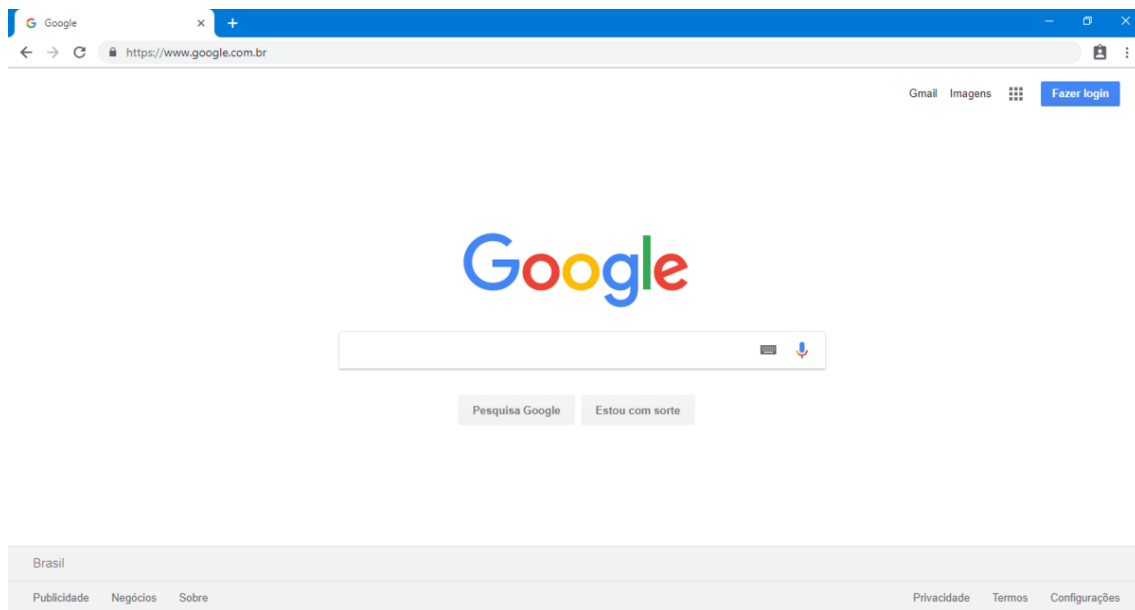 Google
https://www.google.com.br
Gmail Imagens Fazer login
Google
Pesquisa Google Estou com sorte
Brasil
Publicidade Negócios Sobre Privacidade Termos Configurações